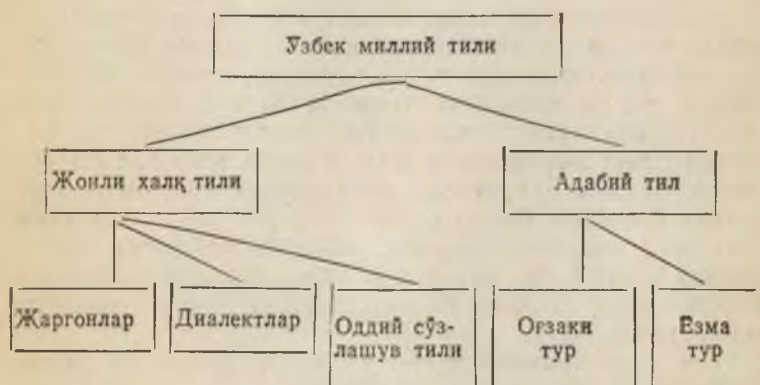 Узбек миллий тили
Жонли халқ тили
Адабий тил
Жаргонлар
Диалектлар
Оддий сўз-
лашув тили
Оғзаки
тур
Ёзма
тур